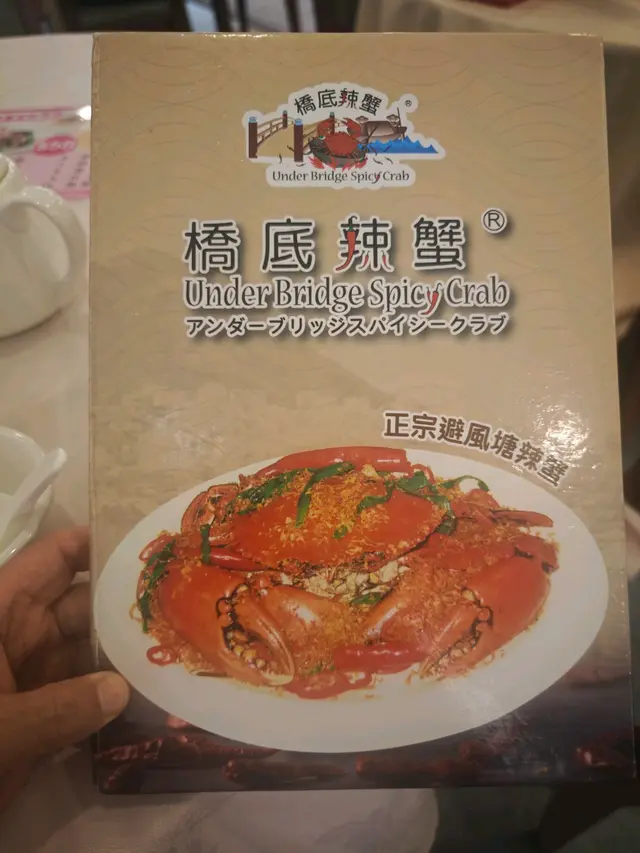 橋底辣蟹®
Under Bridge Spicy Crab
橋底辣蟹®
Under Bridge Spicy Crab
アンダーブリッジスパイシークラブ
正宗避風塘辣蟹